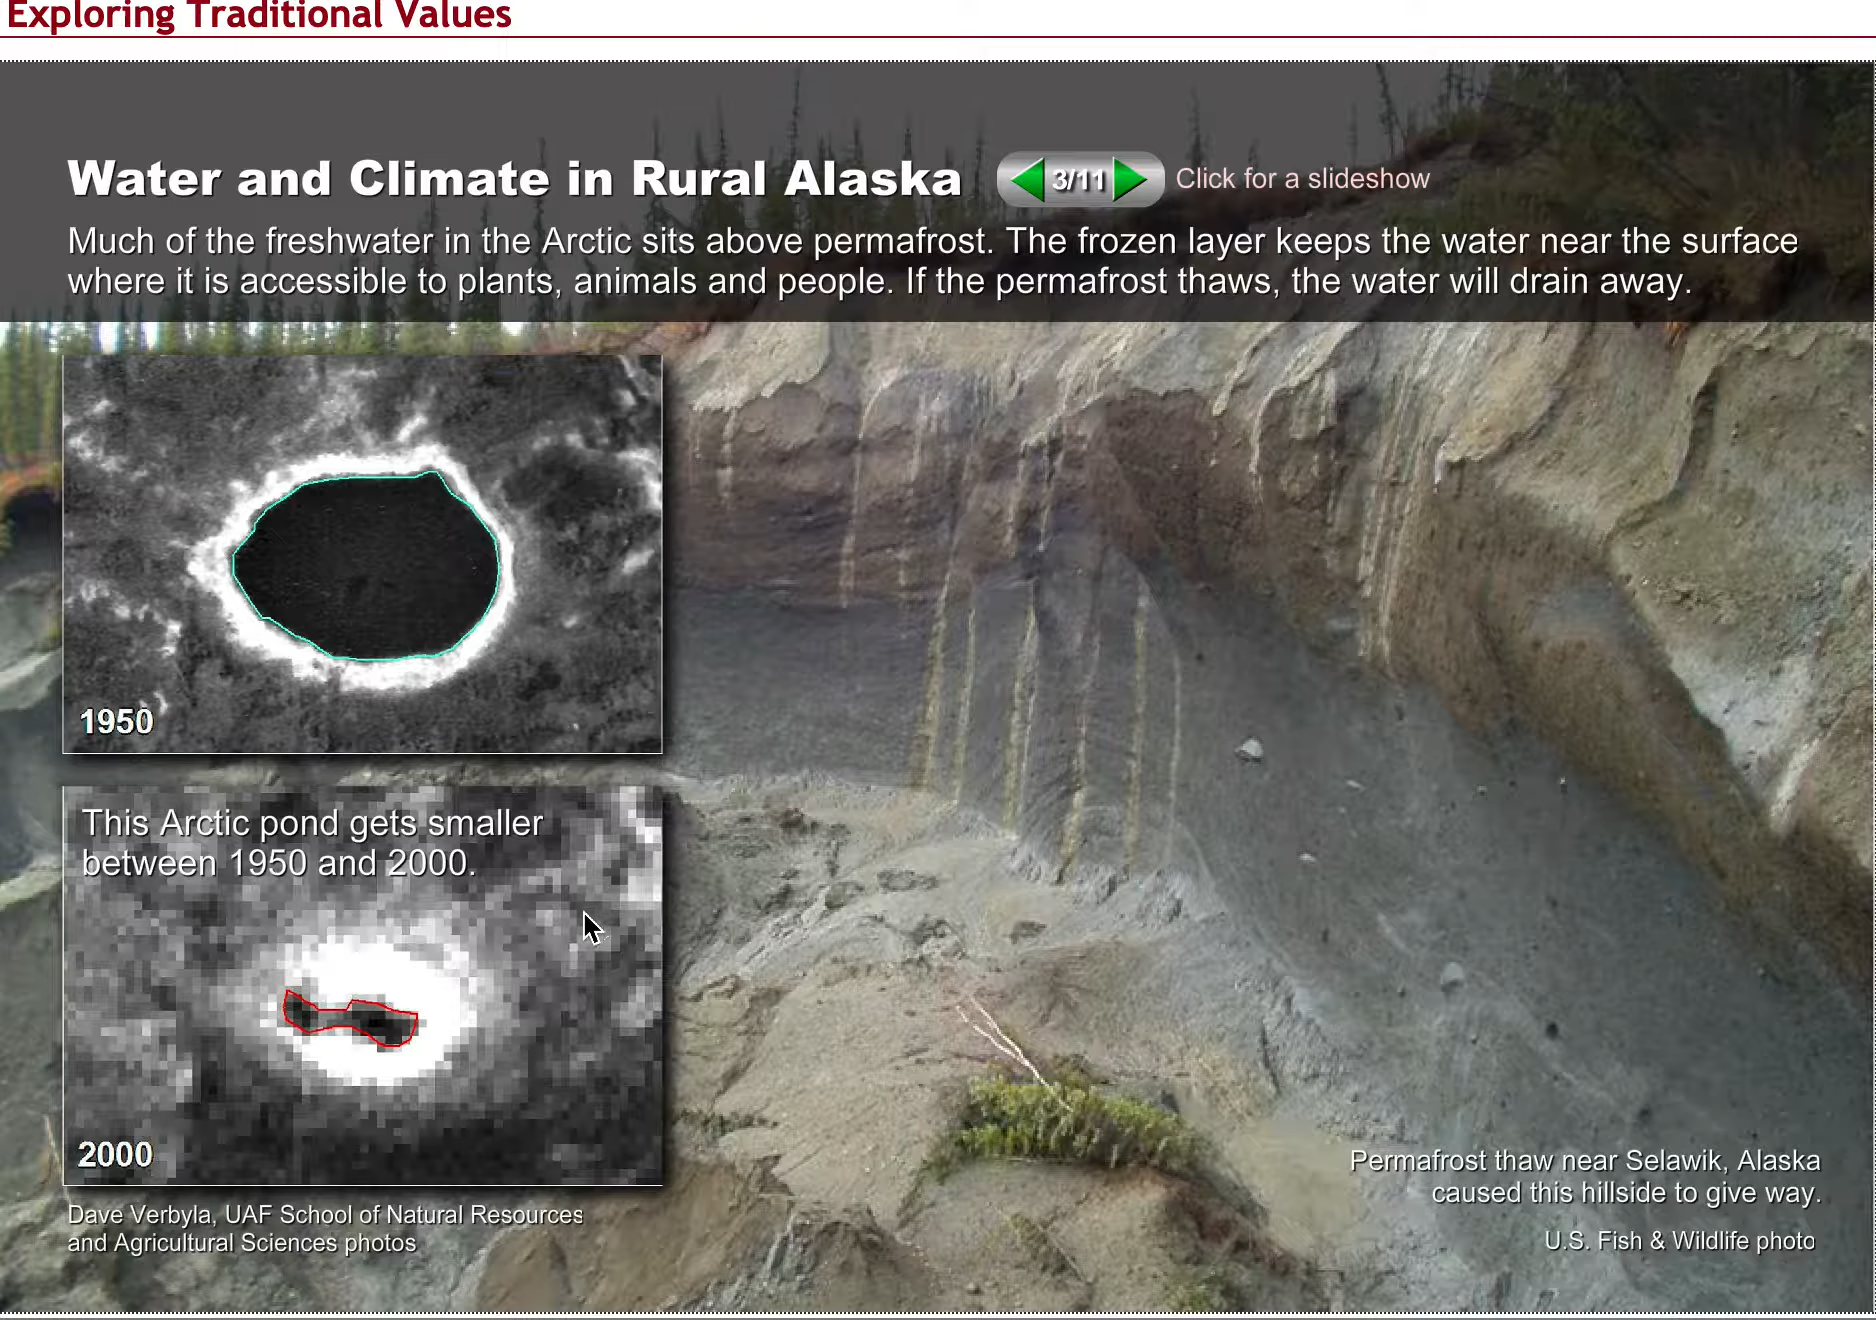 Exploring Traditional Values
Water and Climate in Rural Alaska
3/11
Click for a slideshow
Much of the freshwater in the Arctic sits above permafrost. The frozen layer keeps the water near the surface
where it is accessible to plants, animals and people. If the permafrost thaws, the water will drain away.
1950
This Arctic pond gets smaller
between 1950 and 2000.
2000
Dave Verbyla, UAF School of Natural Resources
and Agricultural Sciences photos
Permafrost thaw near Selawik, Alaska
caused this hillside to give way.
U.S. Fish & Wildlife photo